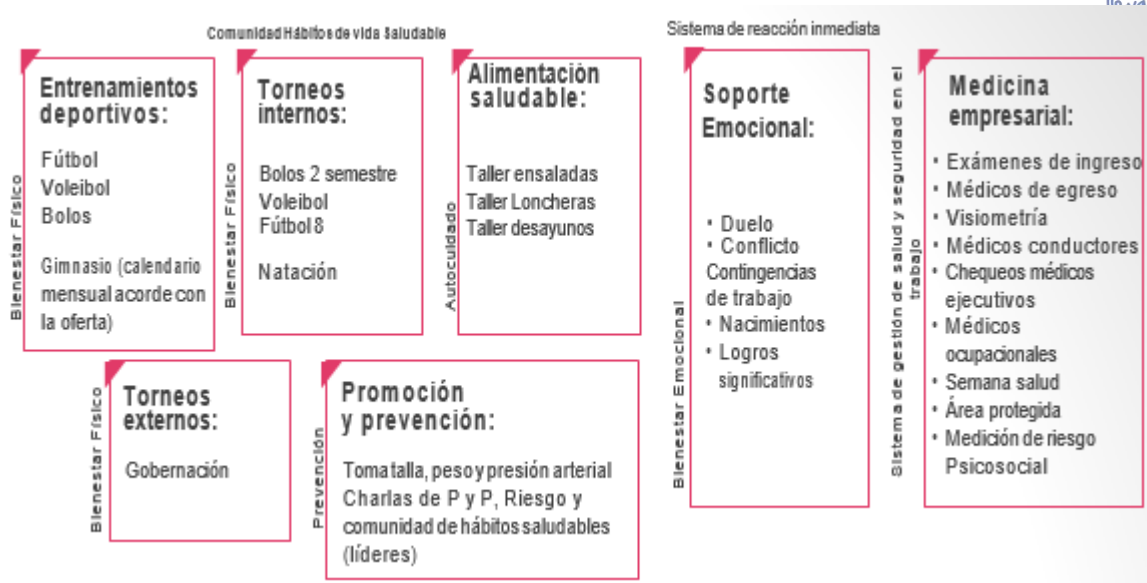 Comunidad Hábitos de vida Saludable
Bienestar Físico
Entrenamientos
deportivos:
Fútbol
Voleibol
Bolos
Gimnasio (calendario
mensual acorde con
la oferta)
Bienestar Físico
Torneos
internos:
Bolos 2 semestre
Voleibol
Fútbol 8
Natación
Autocuidado
Alimentación
saludable:
Taller ensaladas
Taller Loncheras
Taller desayunos
Bienestar Físico
Torneos
externos:
Gobernación
Prevención
Promoción
y prevención:
Toma talla, peso y presión arterial
Charlas de P y P, Riesgo y
comunidad de hábitos saludables
(líderes)
Sistema de reacción inmediata
Bienestar Emocional
Soporte
Emocional:
• Duelo
• Conflicto
Contingencias
de trabajo
• Nacimientos
• Logros
significativos
Sistema de gestión de salud y seguridad en el
trabajo
Medicina
empresarial:
• Exámenes de ingreso
• Médicos de egreso
• Visiometría
• Médicos conductores
• Chequeos médicos
ejecutivos
• Médicos
ocupacionales
• Semana salud
• Área protegida
• Medición de riesgo
Psicosocial